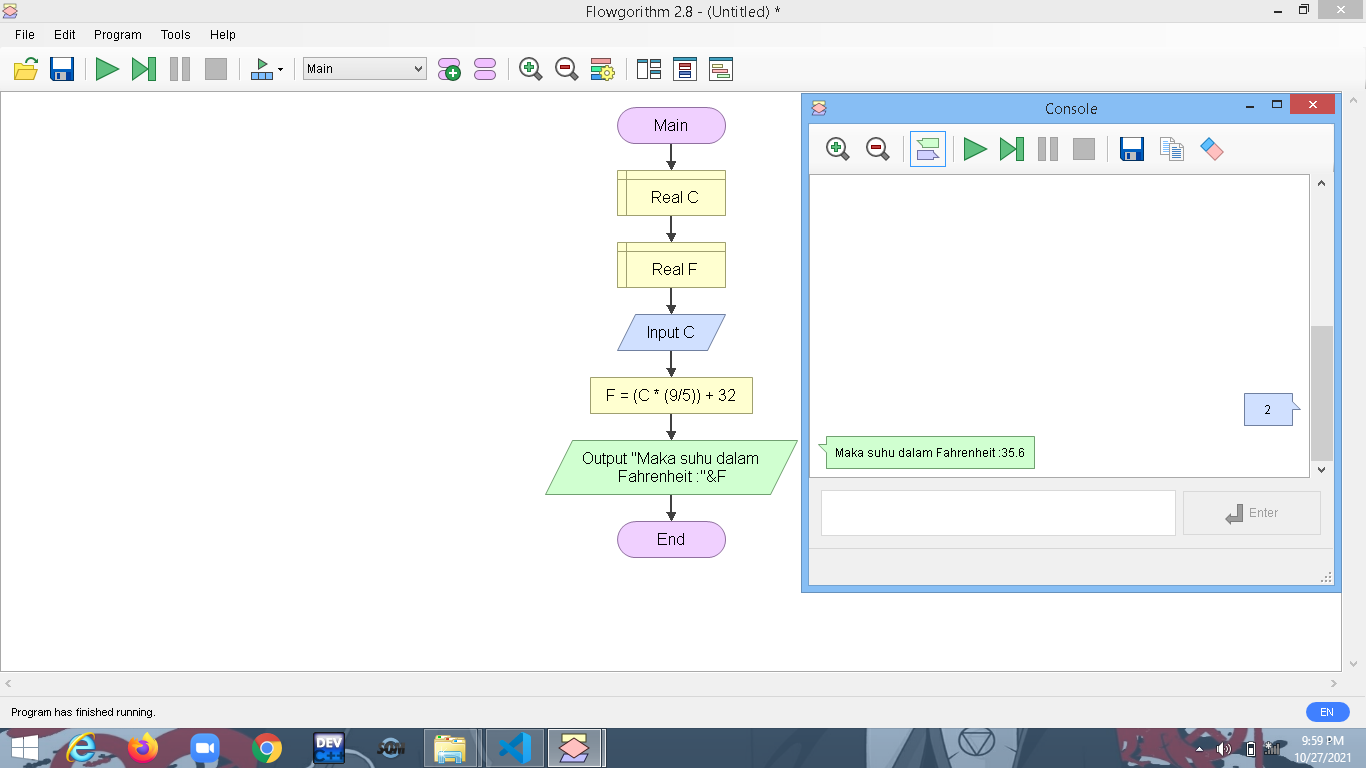 Flowgorithm 2.8 - (Untitled) *
File Edit Program Tools Help
Main
Main
Real C
Real F
Input C
F = (C * (9/5)) + 32
Output "Maka suhu dalam
Fahrenheit :"&F
End
Console
2
Maka suhu dalam Fahrenheit :35.6
Enter
Program has finished running.
EN
DEV
C++
9:59 PM
10/27/2021